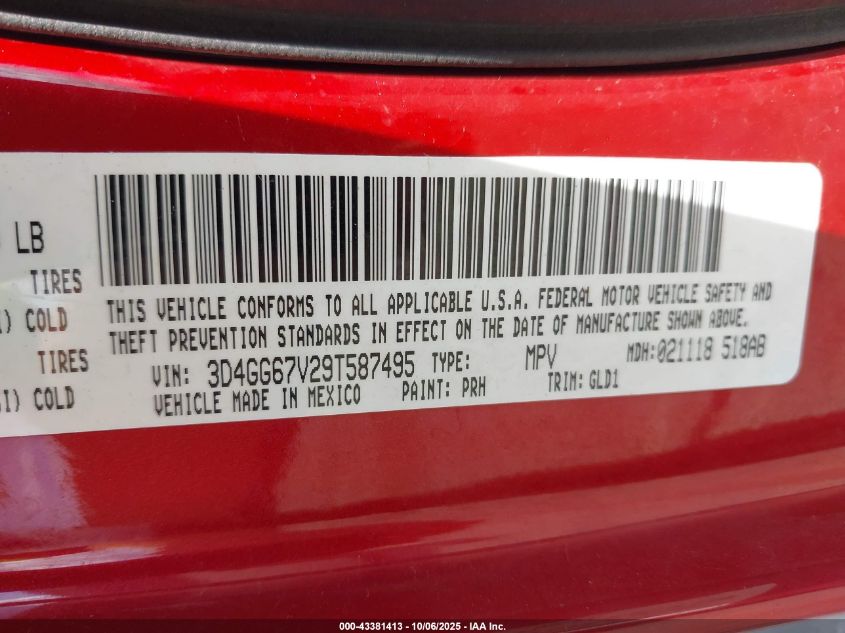 LB
TIRES
COLD
TIRES
COLD
THIS VEHICLE CONFORMS TO ALL APPLICABLE U.S.A. FEDERAL MOTOR VEHICLE SAFETY AND
THEFT PREVENTION STANDARDS IN EFFECT ON THE DATE OF MANUFACTURE SHOWN ABOVE.
VIN: 3D4GG67V29T587495 TYPE: MPV MDH: 021118 518AB
VEHICLE MADE IN MEXICO PAINT: PRH TRIM: GLD1
000-43381413 - 10/06/2025 - IAA Inc.